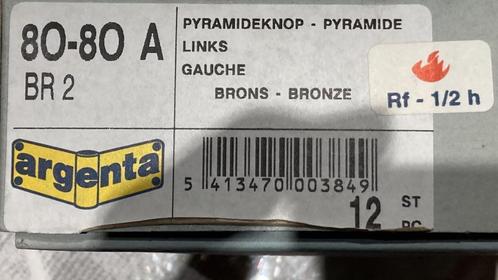 80-80 A
BR 2
PYRAMIDEKNOP - PYRAMIDE
LINKS
GAUCHE
BRONS - BRONZE
Rf - 1/2 h
argenta
5 413470 003849
12 ST
PC